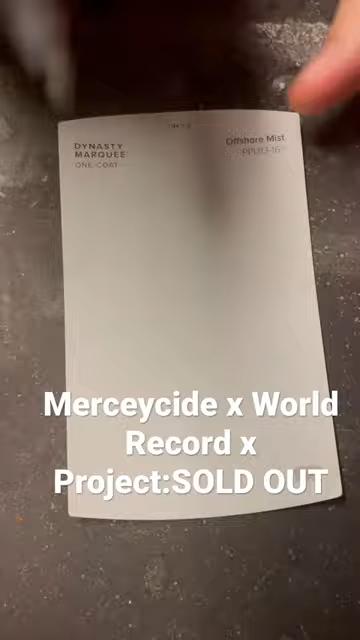 DYNASTY
MARQUEE
ONE-COAT
Offshore Mist
Merceycide x World
Record x
Project:SOLD OUT